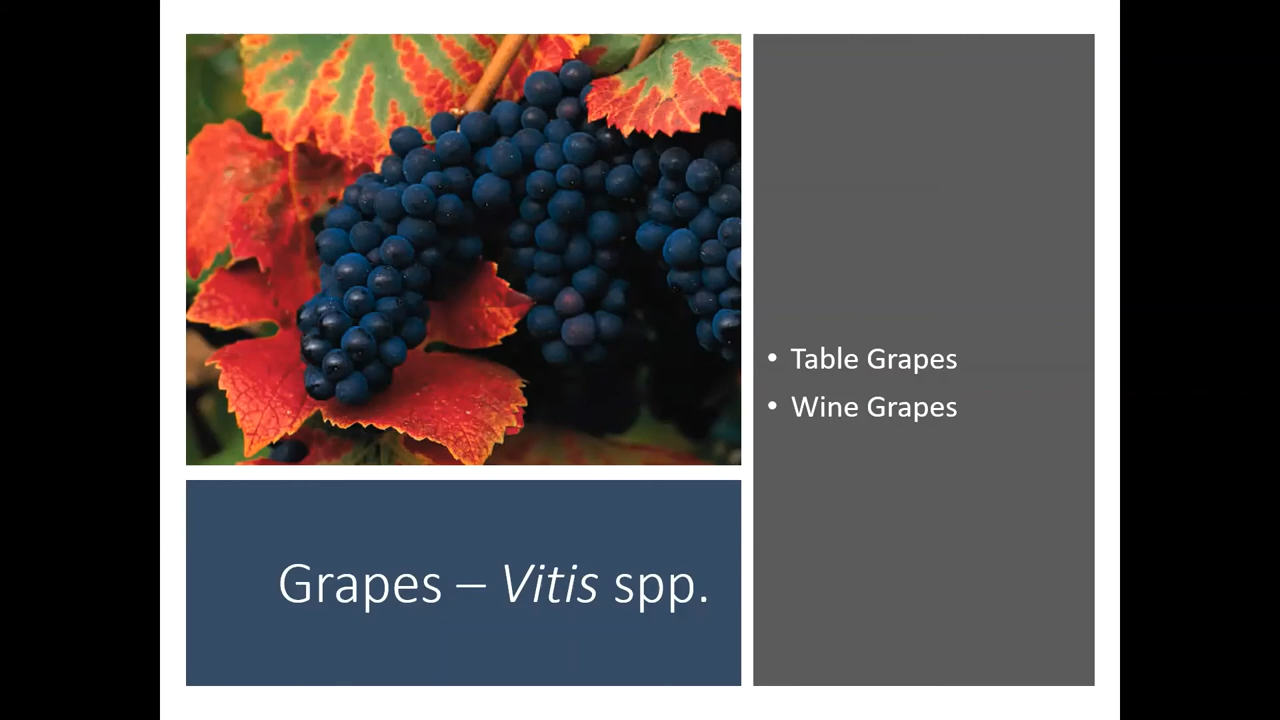 Grapes – Vitis spp.
• Table Grapes
• Wine Grapes